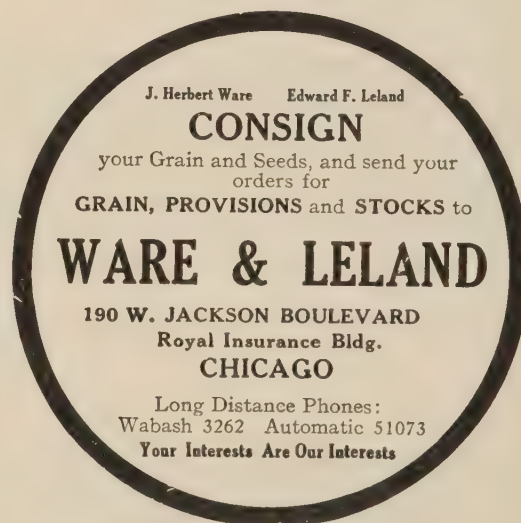 J. Herbert Ware Edward F. Leland
CONSIGN
your Grain and Seeds, and send your
orders for
GRAIN, PROVISIONS and STOCKS to
WARE & LELAND
190 W. JACKSON BOULEVARD
Royal Insurance Bldg.
CHICAGO
Long Distance Phones:
Wabash 3262 Automatic 51073
Your Interests Are Our Interests